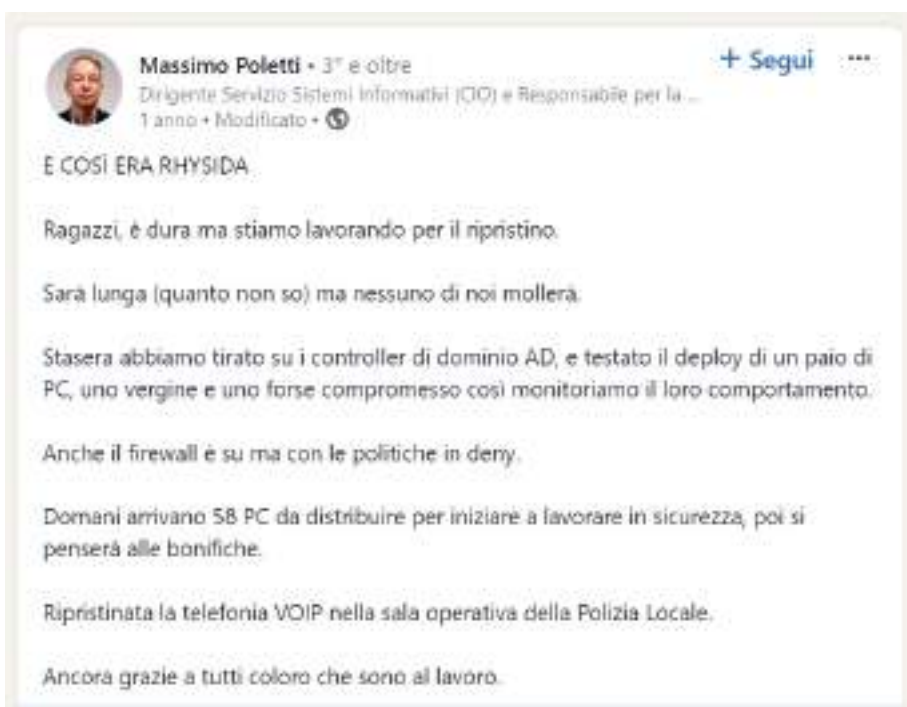 Massimo Poletti • 3° e oltre
+ Segui ...
Dirigente Servizio Sistemi Informativi (CIO) e Responsabile per la ...
1 anno • Modificato •
E COSÌ ERA RHYSIDA
Ragazzi, è dura ma stiamo lavorando per il ripristino.
Sarà lunga (quanto non so) ma nessuno di noi mollerà.
Stasera abbiamo tirato su i controller di dominio AD, e testato il deploy di un paio di
PC, uno vergine e uno forse compromesso così monitoriamo il loro comportamento.
Anche il firewall è su ma con le politiche in deny.
Domani arrivano 58 PC da distribuire per iniziare a lavorare in sicurezza, poi si
penserà alle bonifiche.
Ripristinata la telefonia VOIP nella sala operativa della Polizia Locale.
Ancora grazie a tutti coloro che sono al lavoro.